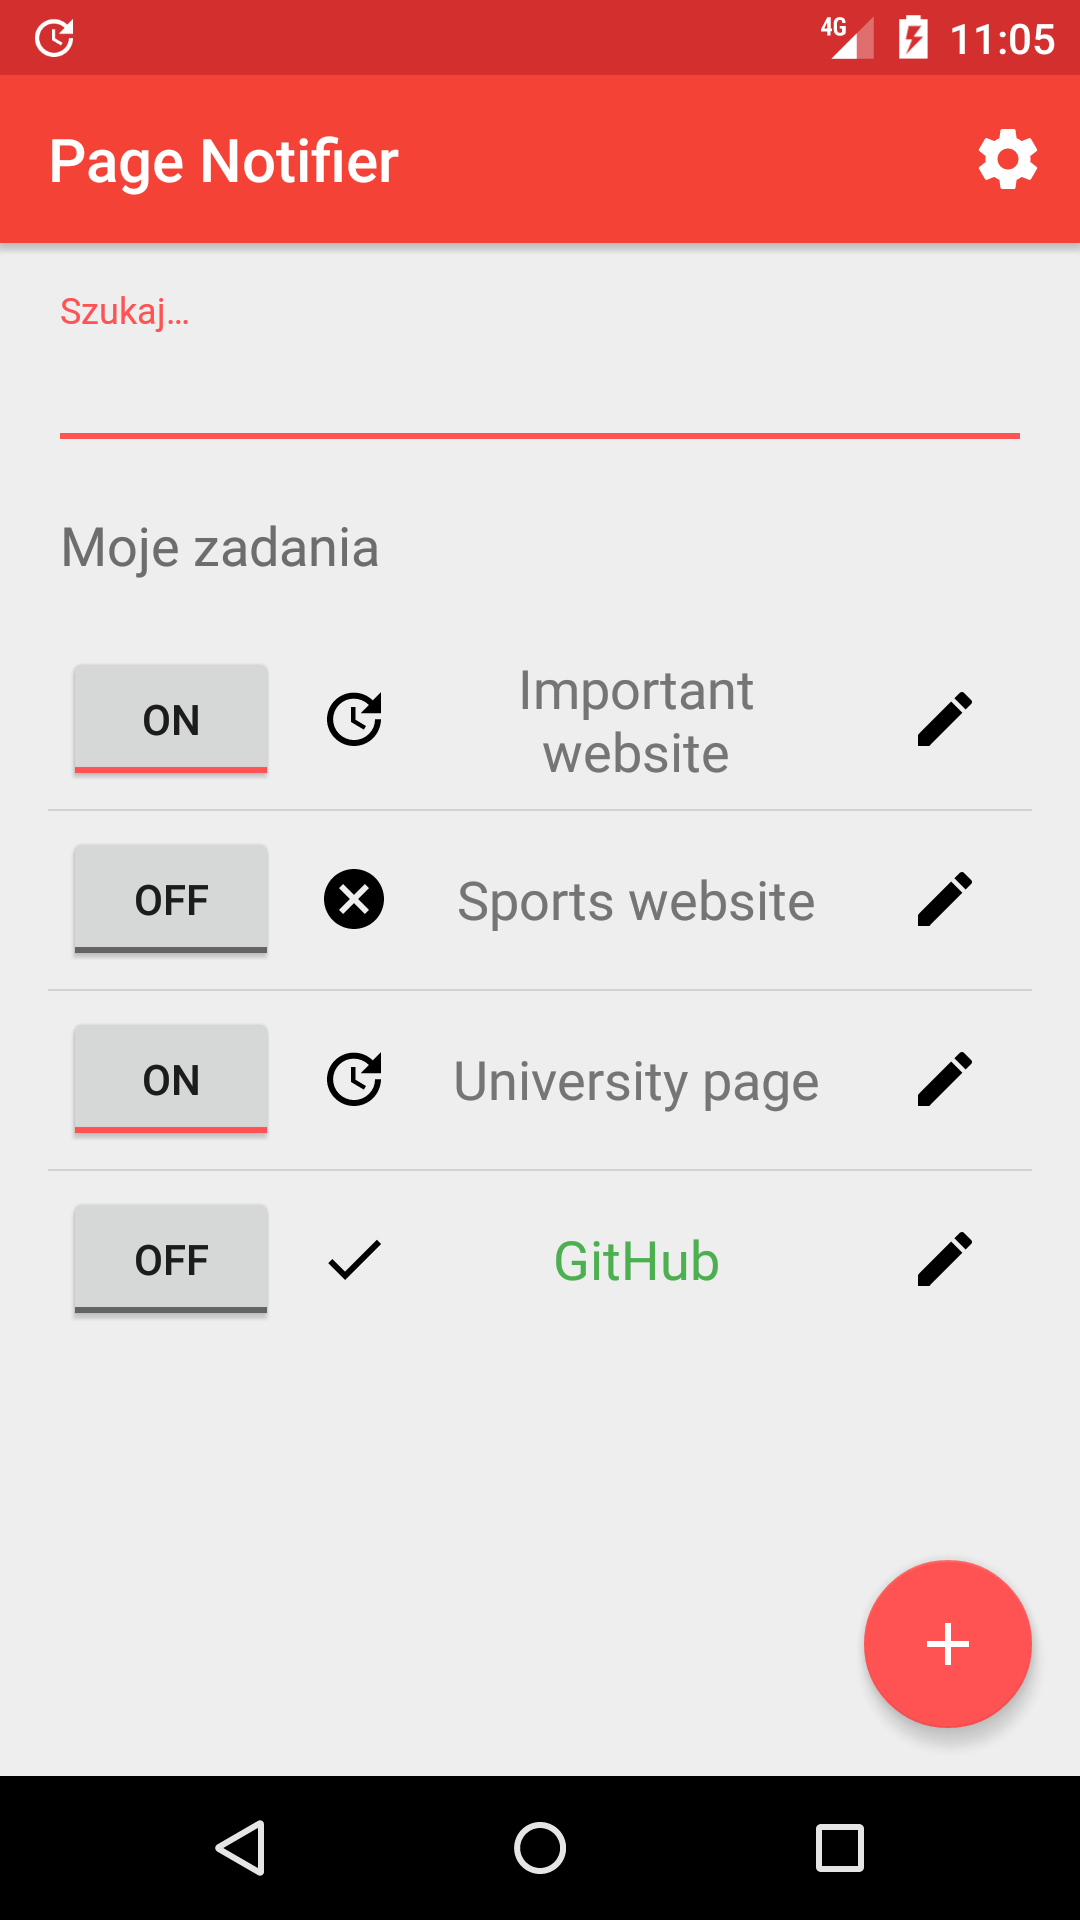 4G 11:05
Page Notifier
Szukaj...
Moje zadania
ON Important website
OFF Sports website
ON University page
OFF GitHub